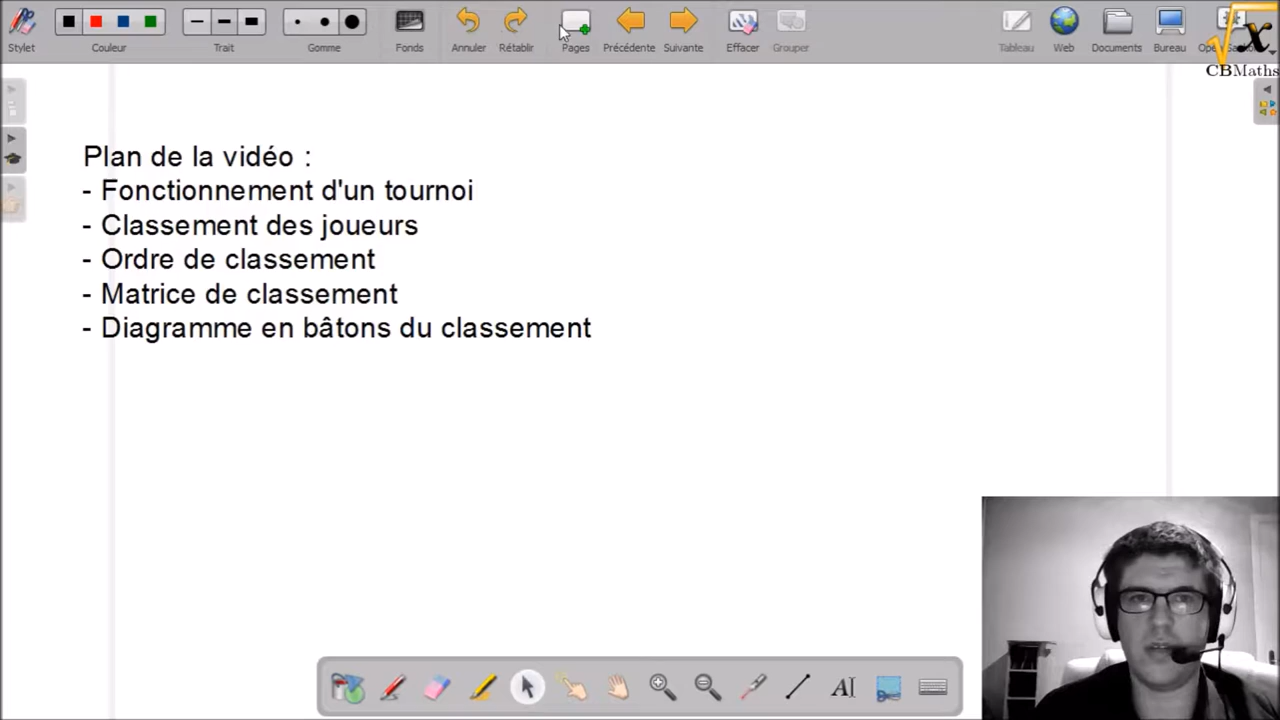 Stylet
Couleur
Trait
Gomme
Fonds
Annuler
Rétablir
Pages
Précédente
Suivante
Effacer
Grouper
Tableau
Web
Documents
Bureau
x
CBMaths
Plan de la vidéo :
- Fonctionnement d'un tournoi
- Classement des joueurs
- Ordre de classement
- Matrice de classement
- Diagramme en bâtons du classement
AI